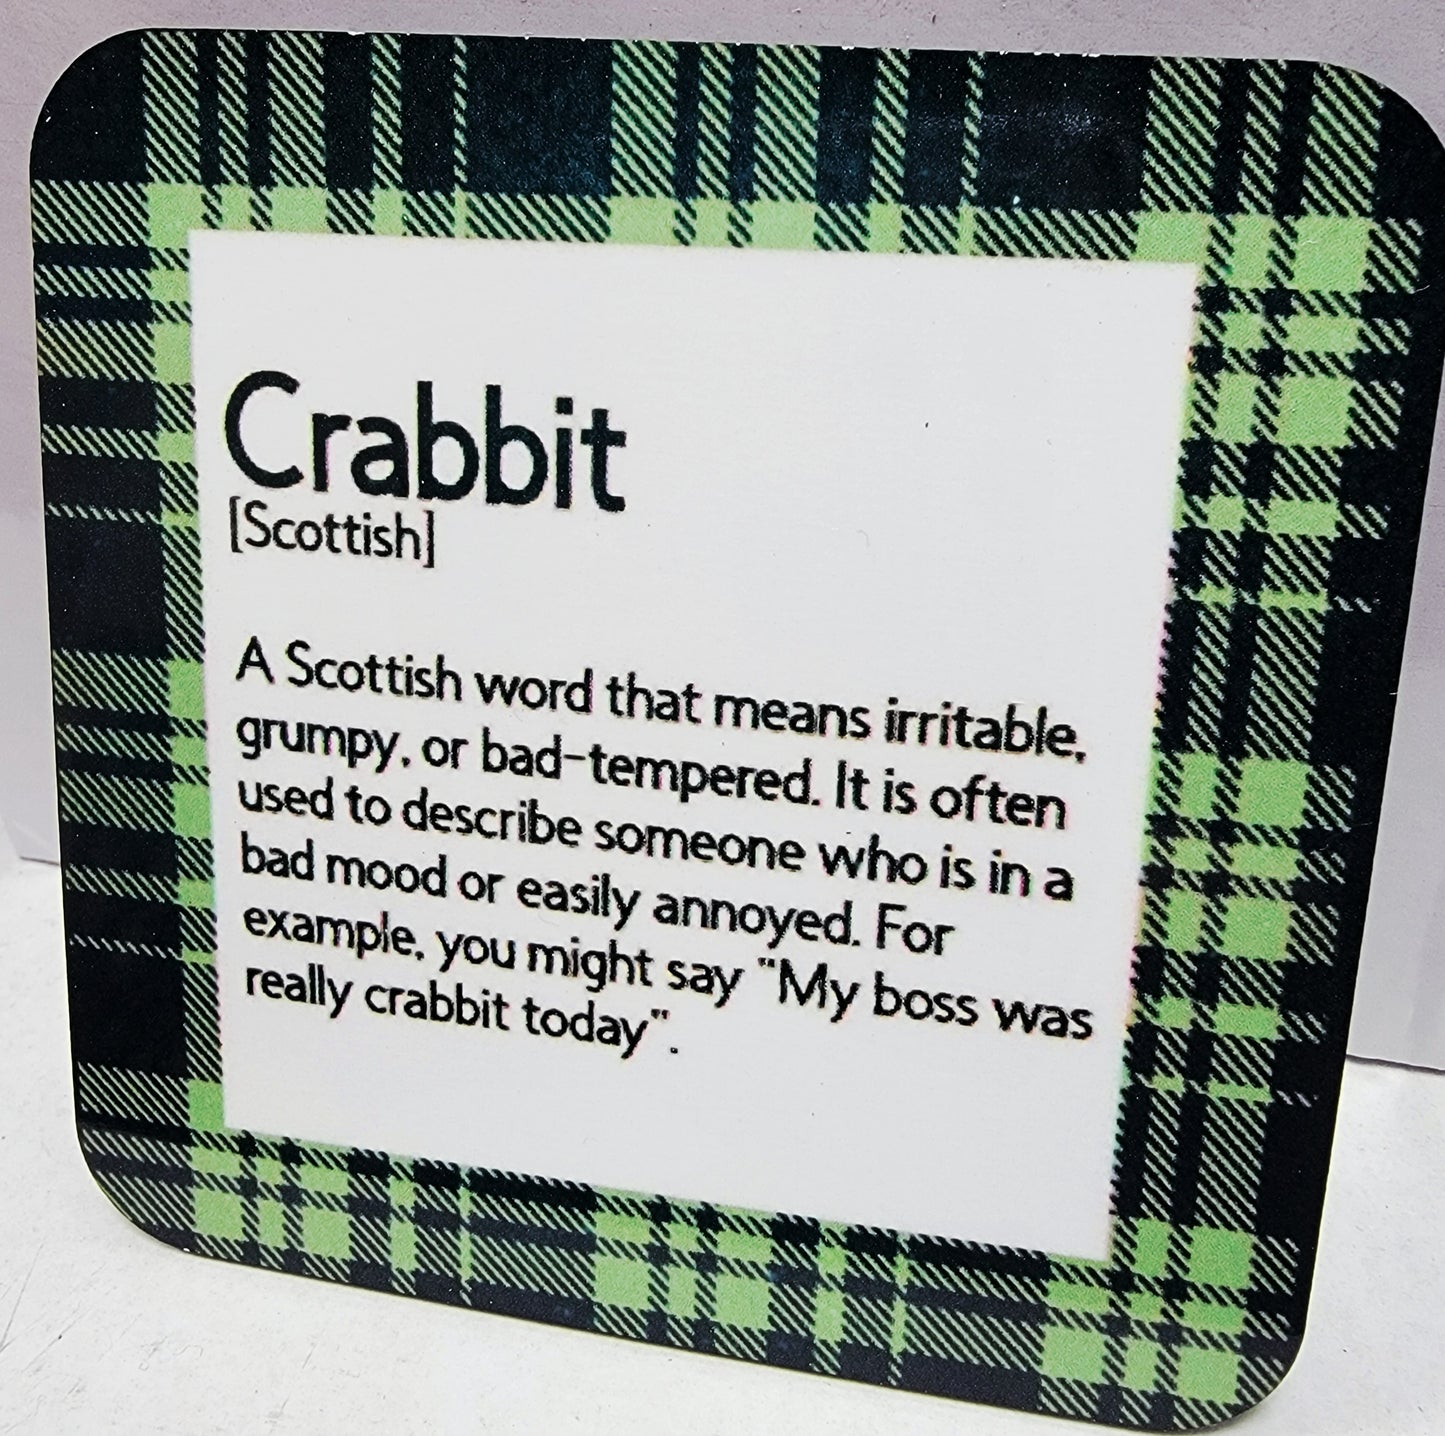 Crabbit
[Scottish]
A Scottish word that means irritable,
grumpy, or bad-tempered. It is often
used to describe someone who is in a
bad mood or easily annoyed. For
example, you might say "My boss was
really crabbit today".